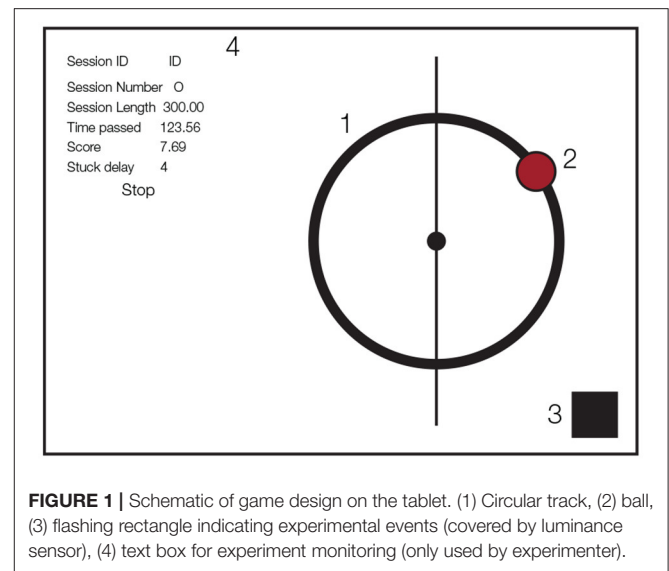 4
Session ID ID
Session Number O
Session Length 300.00
Time passed 123.56
Score 7.69
Stuck delay 4
Stop
1
2
3
FIGURE 1 | Schematic of game design on the tablet. (1) Circular track, (2) ball,
(3) flashing rectangle indicating experimental events (covered by luminance
sensor), (4) text box for experiment monitoring (only used by experimenter).